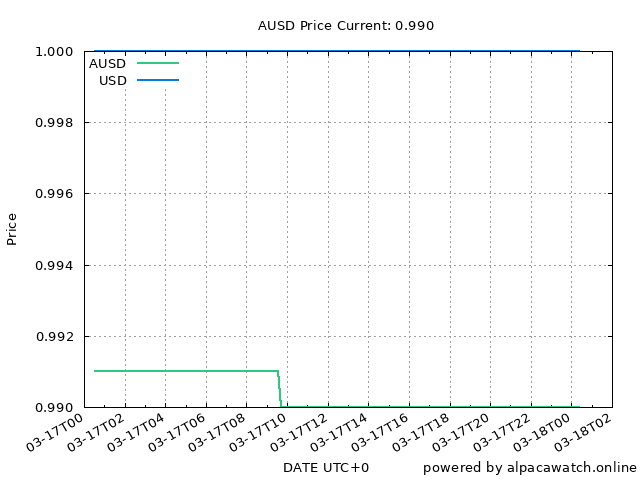 AUSD Price Current: 0.990
1.000
AUSD
USD
0.998
0.996
Price
0.994
0.992
0.990
03-17T00 03-17T02 03-17T04 03-17T06 03-17T08 03-17T10 03-17T12 03-17T14 03-17T16 03-17T18 03-17T20 03-17T22 03-18T00 03-18T02
DATE UTC+0
powered by alpacawatch.online